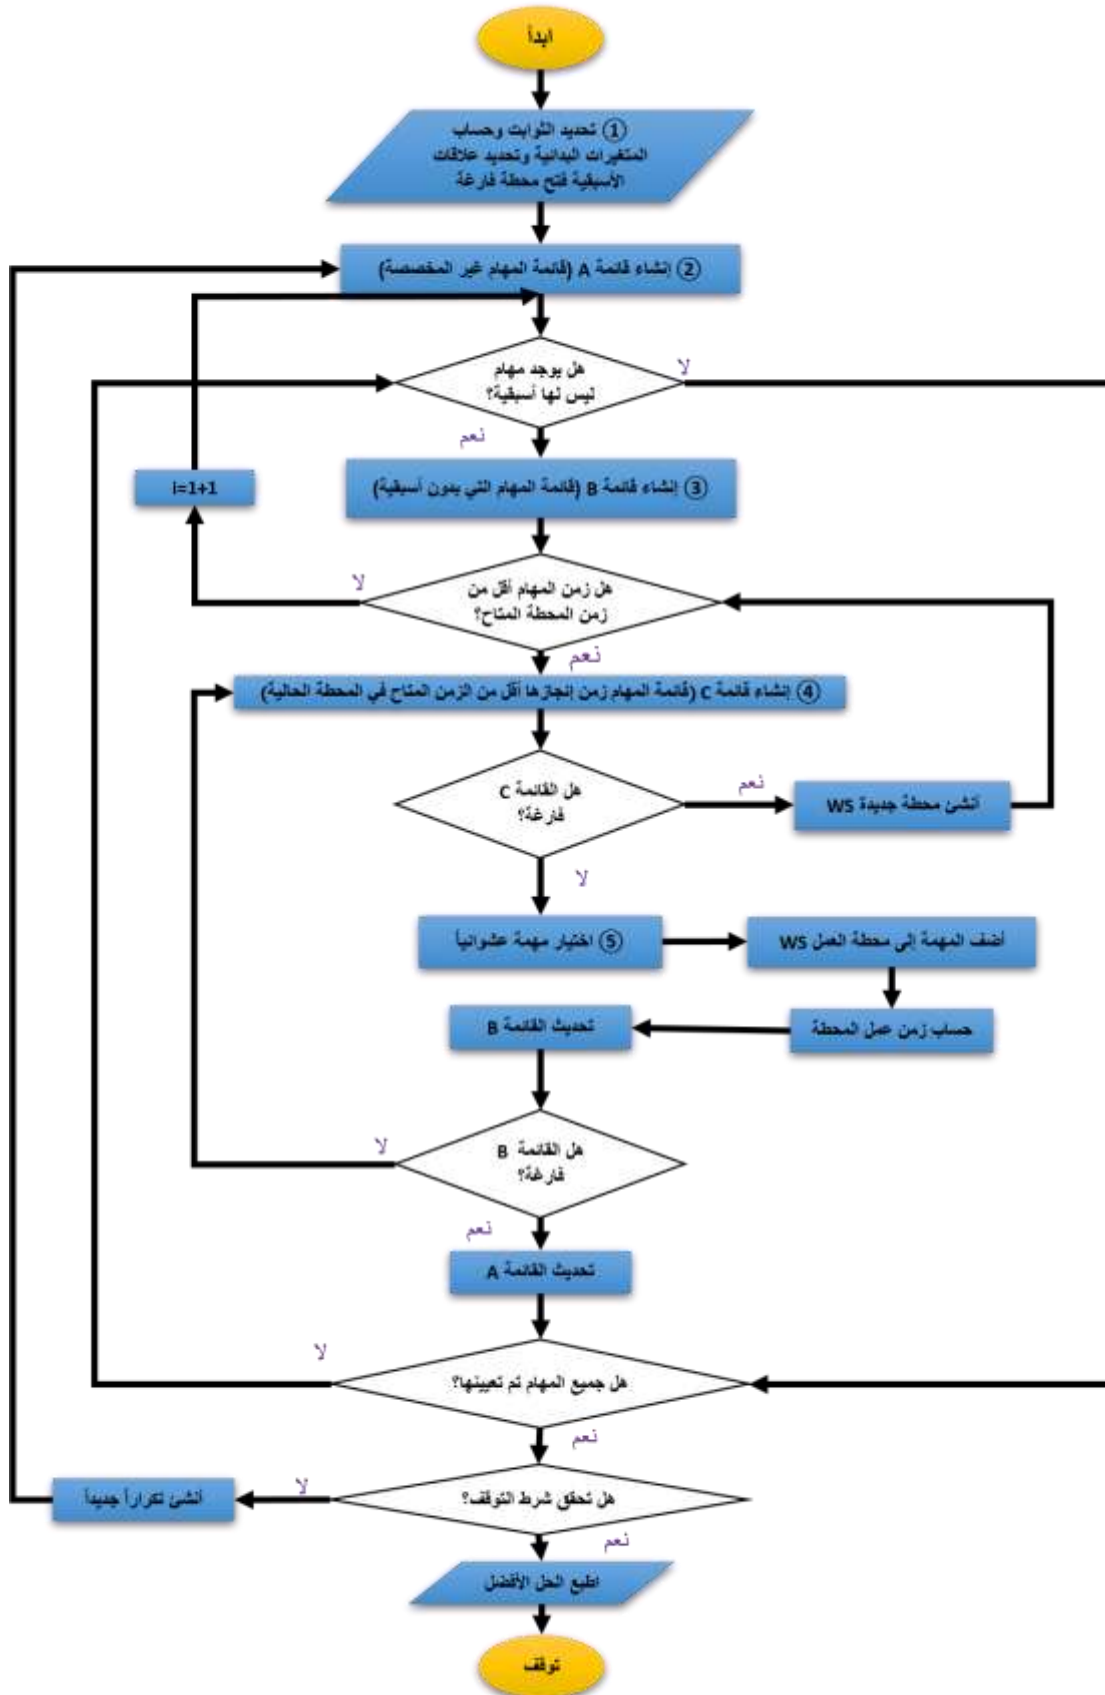 ابدأ
① تحديد الثوابت وحساب
المتغيرات البدائية وتحديد علاقات
الأسبقية فتح محطة فارغة
② إنشاء قائمة A (قائمة المهام غير المخصصة)
هل يوجد مهام
ليس لها أسبقية؟
لا
نعم
③ إنشاء قائمة B (قائمة المهام التي بدون أسبقية)
i=1+1
هل زمن المهام أقل من
زمن المحطة المتاح؟
لا
نعم
④ إنشاء قائمة C (قائمة المهام زمن إنجازها أقل من الزمن المتاح في المحطة الحالية)
هل القائمة C
فارغة؟
نعم
أنشئ محطة جديدة WS
لا
⑤ اختيار مهمة عشوائياً
أضف المهمة إلى محطة العمل WS
حساب زمن عمل المحطة
تحديث القائمة B
هل القائمة B
فارغة؟
لا
نعم
تحديث القائمة A
هل جميع المهام تم تعيينها؟
لا
نعم
هل تحقق شرط التوقف؟
لا
أنشئ تكراراً جديداً
نعم
اطبع الحل الأفضل
توقف